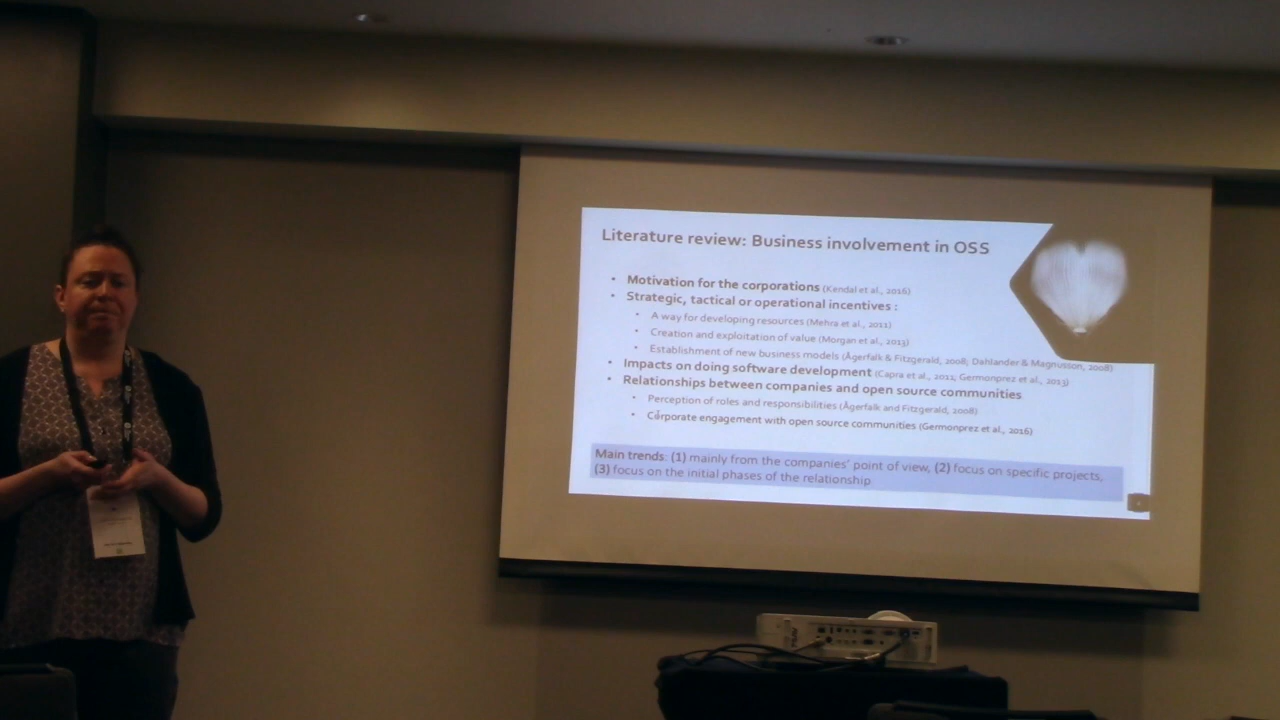 Literature review: Business involvement in OSS
• Motivation for the corporations (Kendal et al., 2016)
• Strategic, tactical or operational incentives :
• A way for developing resources (Mehra et al., 2011)
• Creation and exploitation of value (Morgan et al., 2013)
• Establishment of new business models (Ågerfalk & Fitzgerald, 2008; Dahlander & Magnusson, 2008)
• Impacts on doing software development (Capra et al., 2011; Germonprez et al., 2013)
• Relationships between companies and open source communities
• Perception of roles and responsibilities (Ågerfalk and Fitzgerald, 2008)
• Corporate engagement with open source communities (Germonprez et al., 2016)
Main trends: (1) mainly from the companies' point of view, (2) focus on specific projects,
(3) focus on the initial phases of the relationship